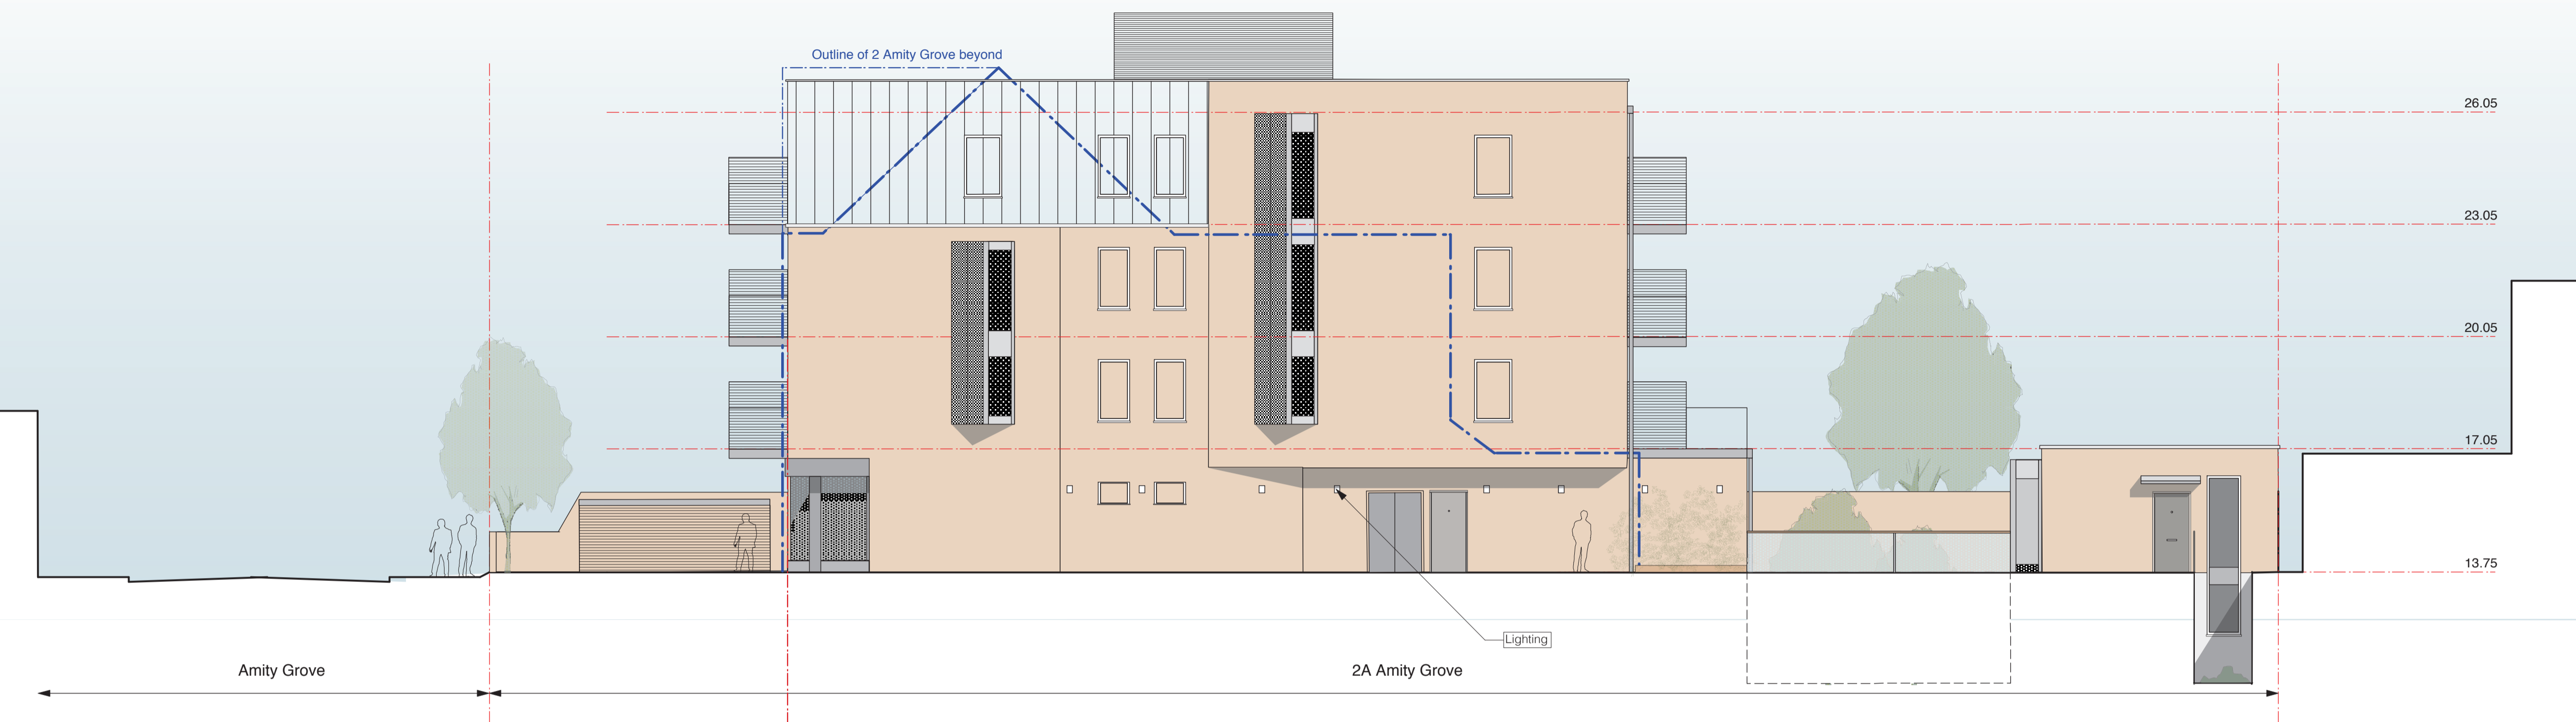 Outline of 2 Amity Grove beyond
26.05
23.05
20.05
17.05
13.75
Lighting
Amity Grove
2A Amity Grove